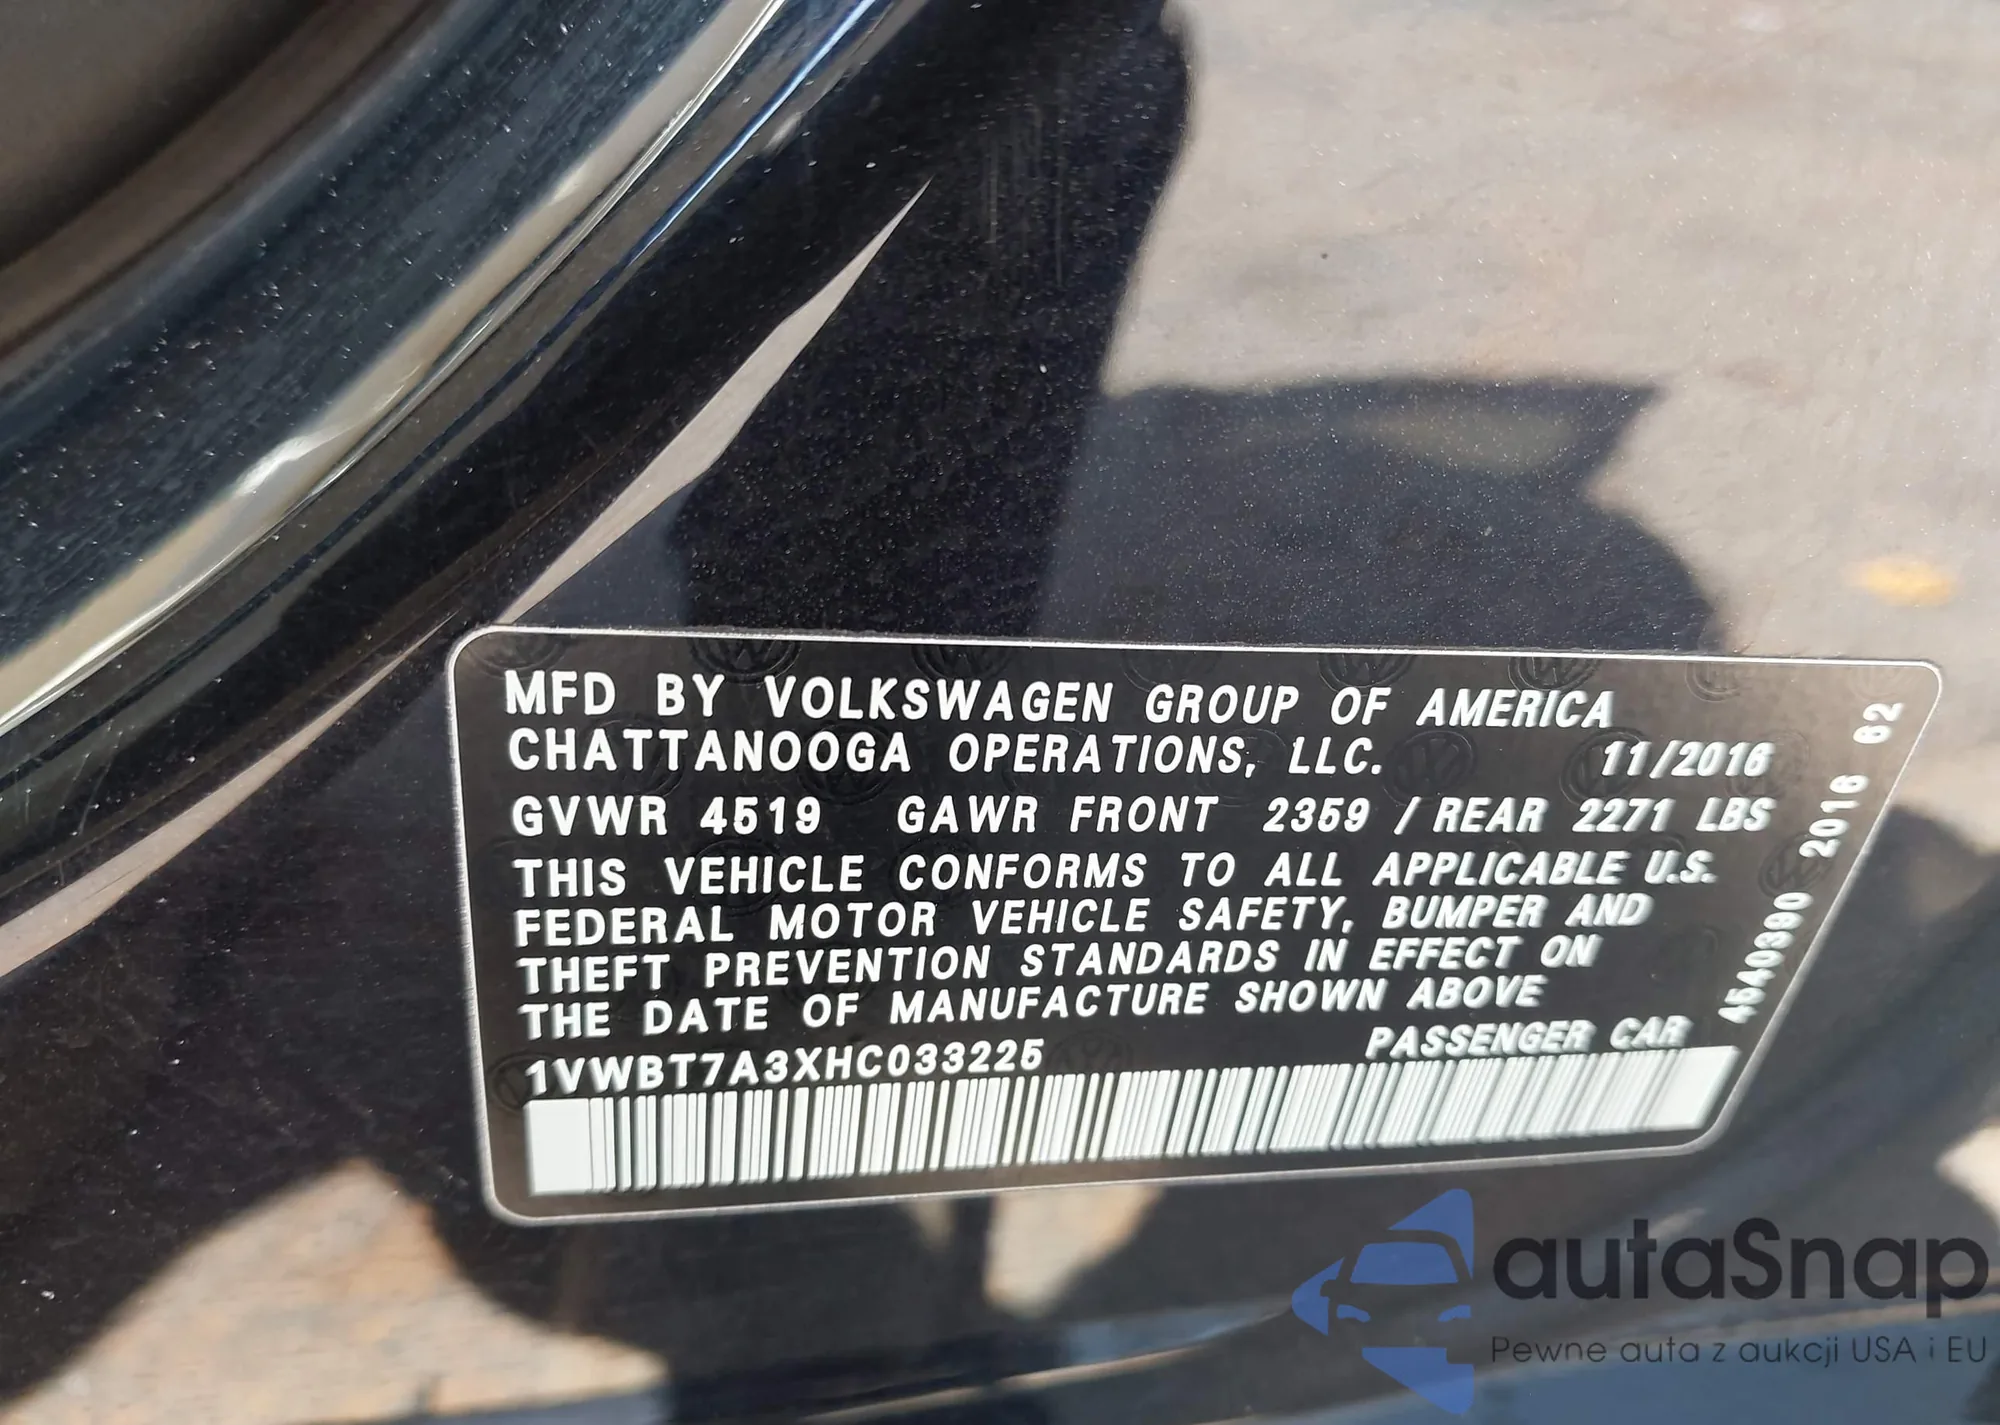 MFD BY VOLKSWAGEN GROUP OF AMERICA
CHATTANOOGA OPERATIONS, LLC. 11/2016
GVWR 4519 GAWR FRONT 2359 / REAR 2271 LBS
THIS VEHICLE CONFORMS TO ALL APPLICABLE U.S.
FEDERAL MOTOR VEHICLE SAFETY, BUMPER AND
THEFT PREVENTION STANDARDS IN EFFECT ON
THE DATE OF MANUFACTURE SHOWN ABOVE
1VWBT7A3XHC033225 PASSENGER CAR
4540390 2016 62
autaSnap
Pewne auta z aukcji USA i EU